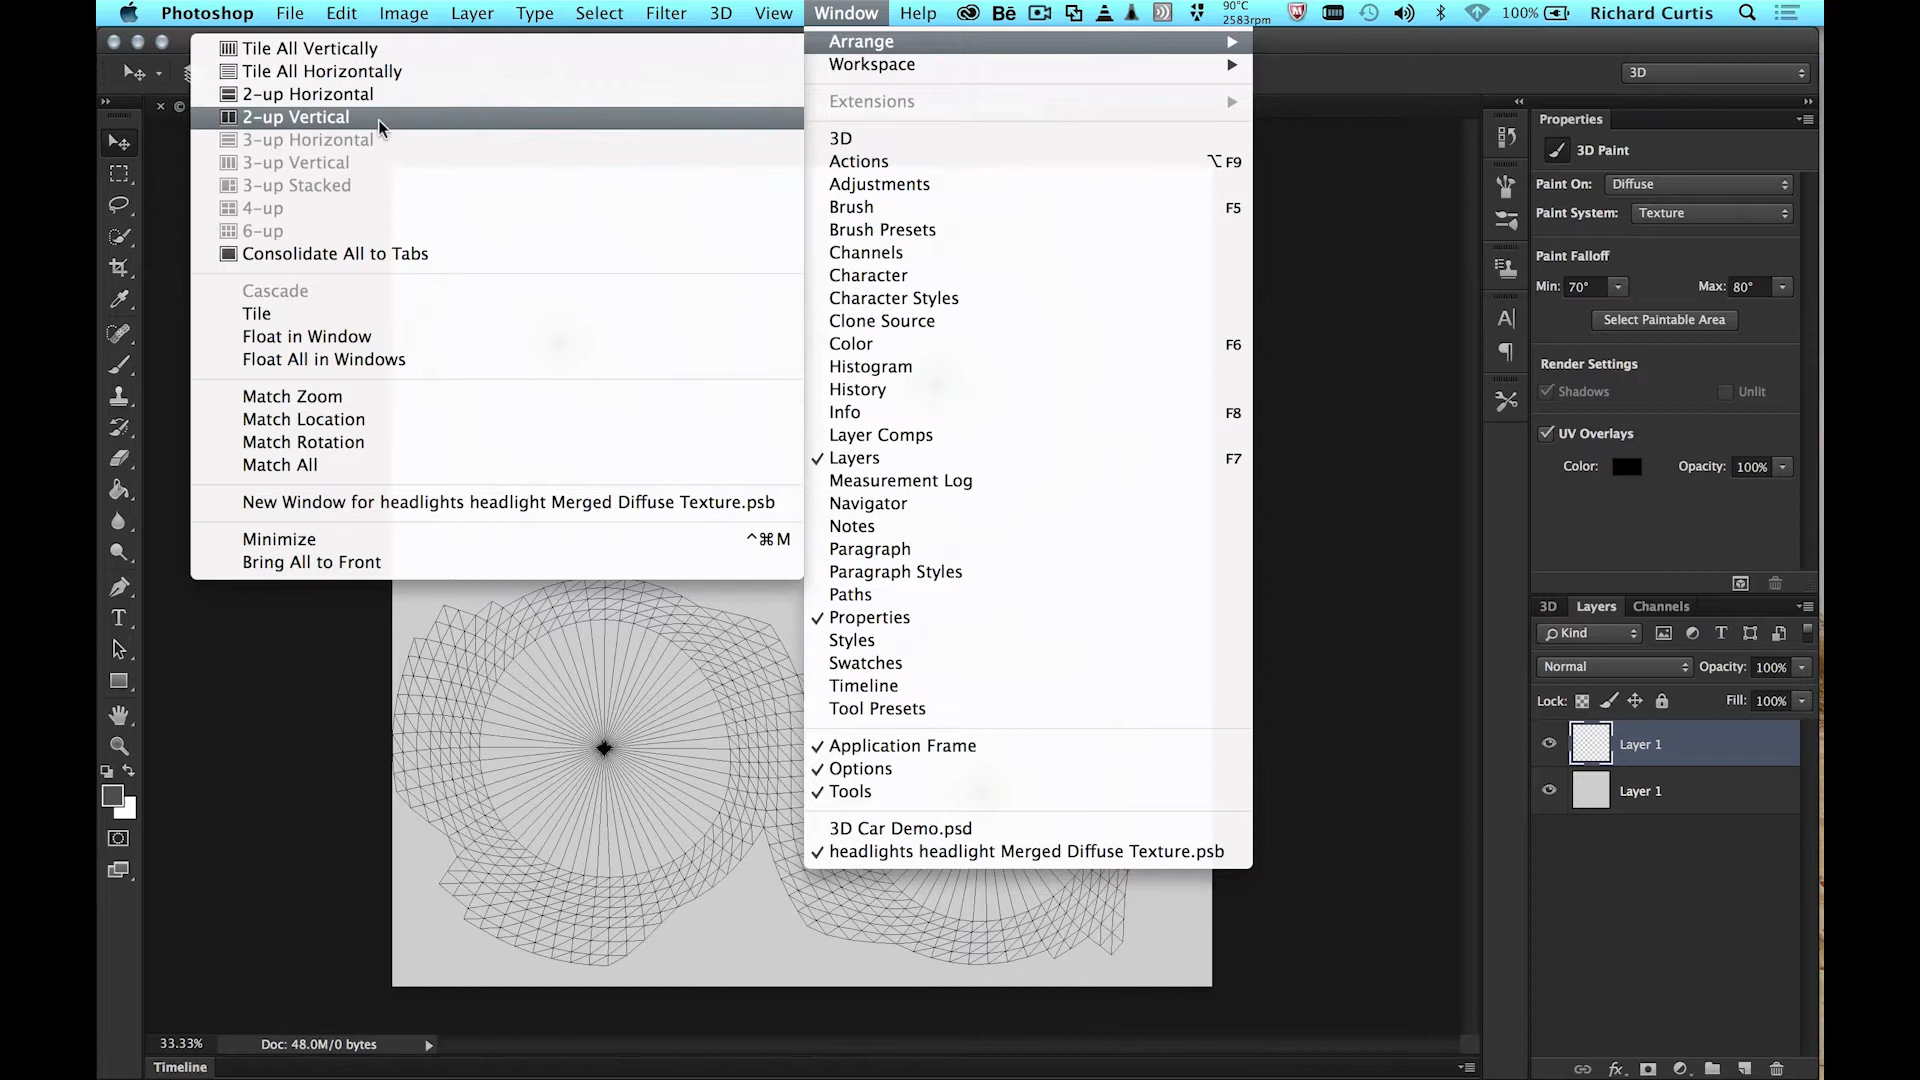 Photoshop File Edit Image Layer Type Select Filter 3D View Window Help 90°C 2583rpm 100% Richard Curtis
Tile All Vertically
Tile All Horizontally
2-up Horizontal
2-up Vertical
3-up Horizontal
3-up Vertical
3-up Stacked
4-up
6-up
Consolidate All to Tabs
Cascade
Tile
Float in Window
Float All in Windows
Match Zoom
Match Location
Match Rotation
Match All
New Window for headlights headlight Merged Diffuse Texture.psb
Minimize ^⌘M
Bring All to Front
Arrange
Workspace
Extensions
3D
Actions ⌥F9
Adjustments
Brush F5
Brush Presets
Channels
Character
Character Styles
Clone Source
Color F6
Histogram
History
Info F8
Layer Comps
✓ Layers F7
Measurement Log
Navigator
Notes
Paragraph
Paragraph Styles
Paths
✓ Properties
Styles
Swatches
Timeline
Tool Presets
✓ Application Frame
✓ Options
✓ Tools
3D Car Demo.psd
✓ headlights headlight Merged Diffuse Texture.psb
3D
Properties
3D Paint
Paint On: Diffuse
Paint System: Texture
Paint Falloff
Min: 70° Max: 80°
Select Paintable Area
Render Settings
Shadows Unlit
UV Overlays
Color: Opacity: 100%
3D Layers Channels
Kind
Normal Opacity: 100%
Lock: Fill: 100%
Layer 1
Layer 1
33.33% Doc: 48.0M/0 bytes
Timeline